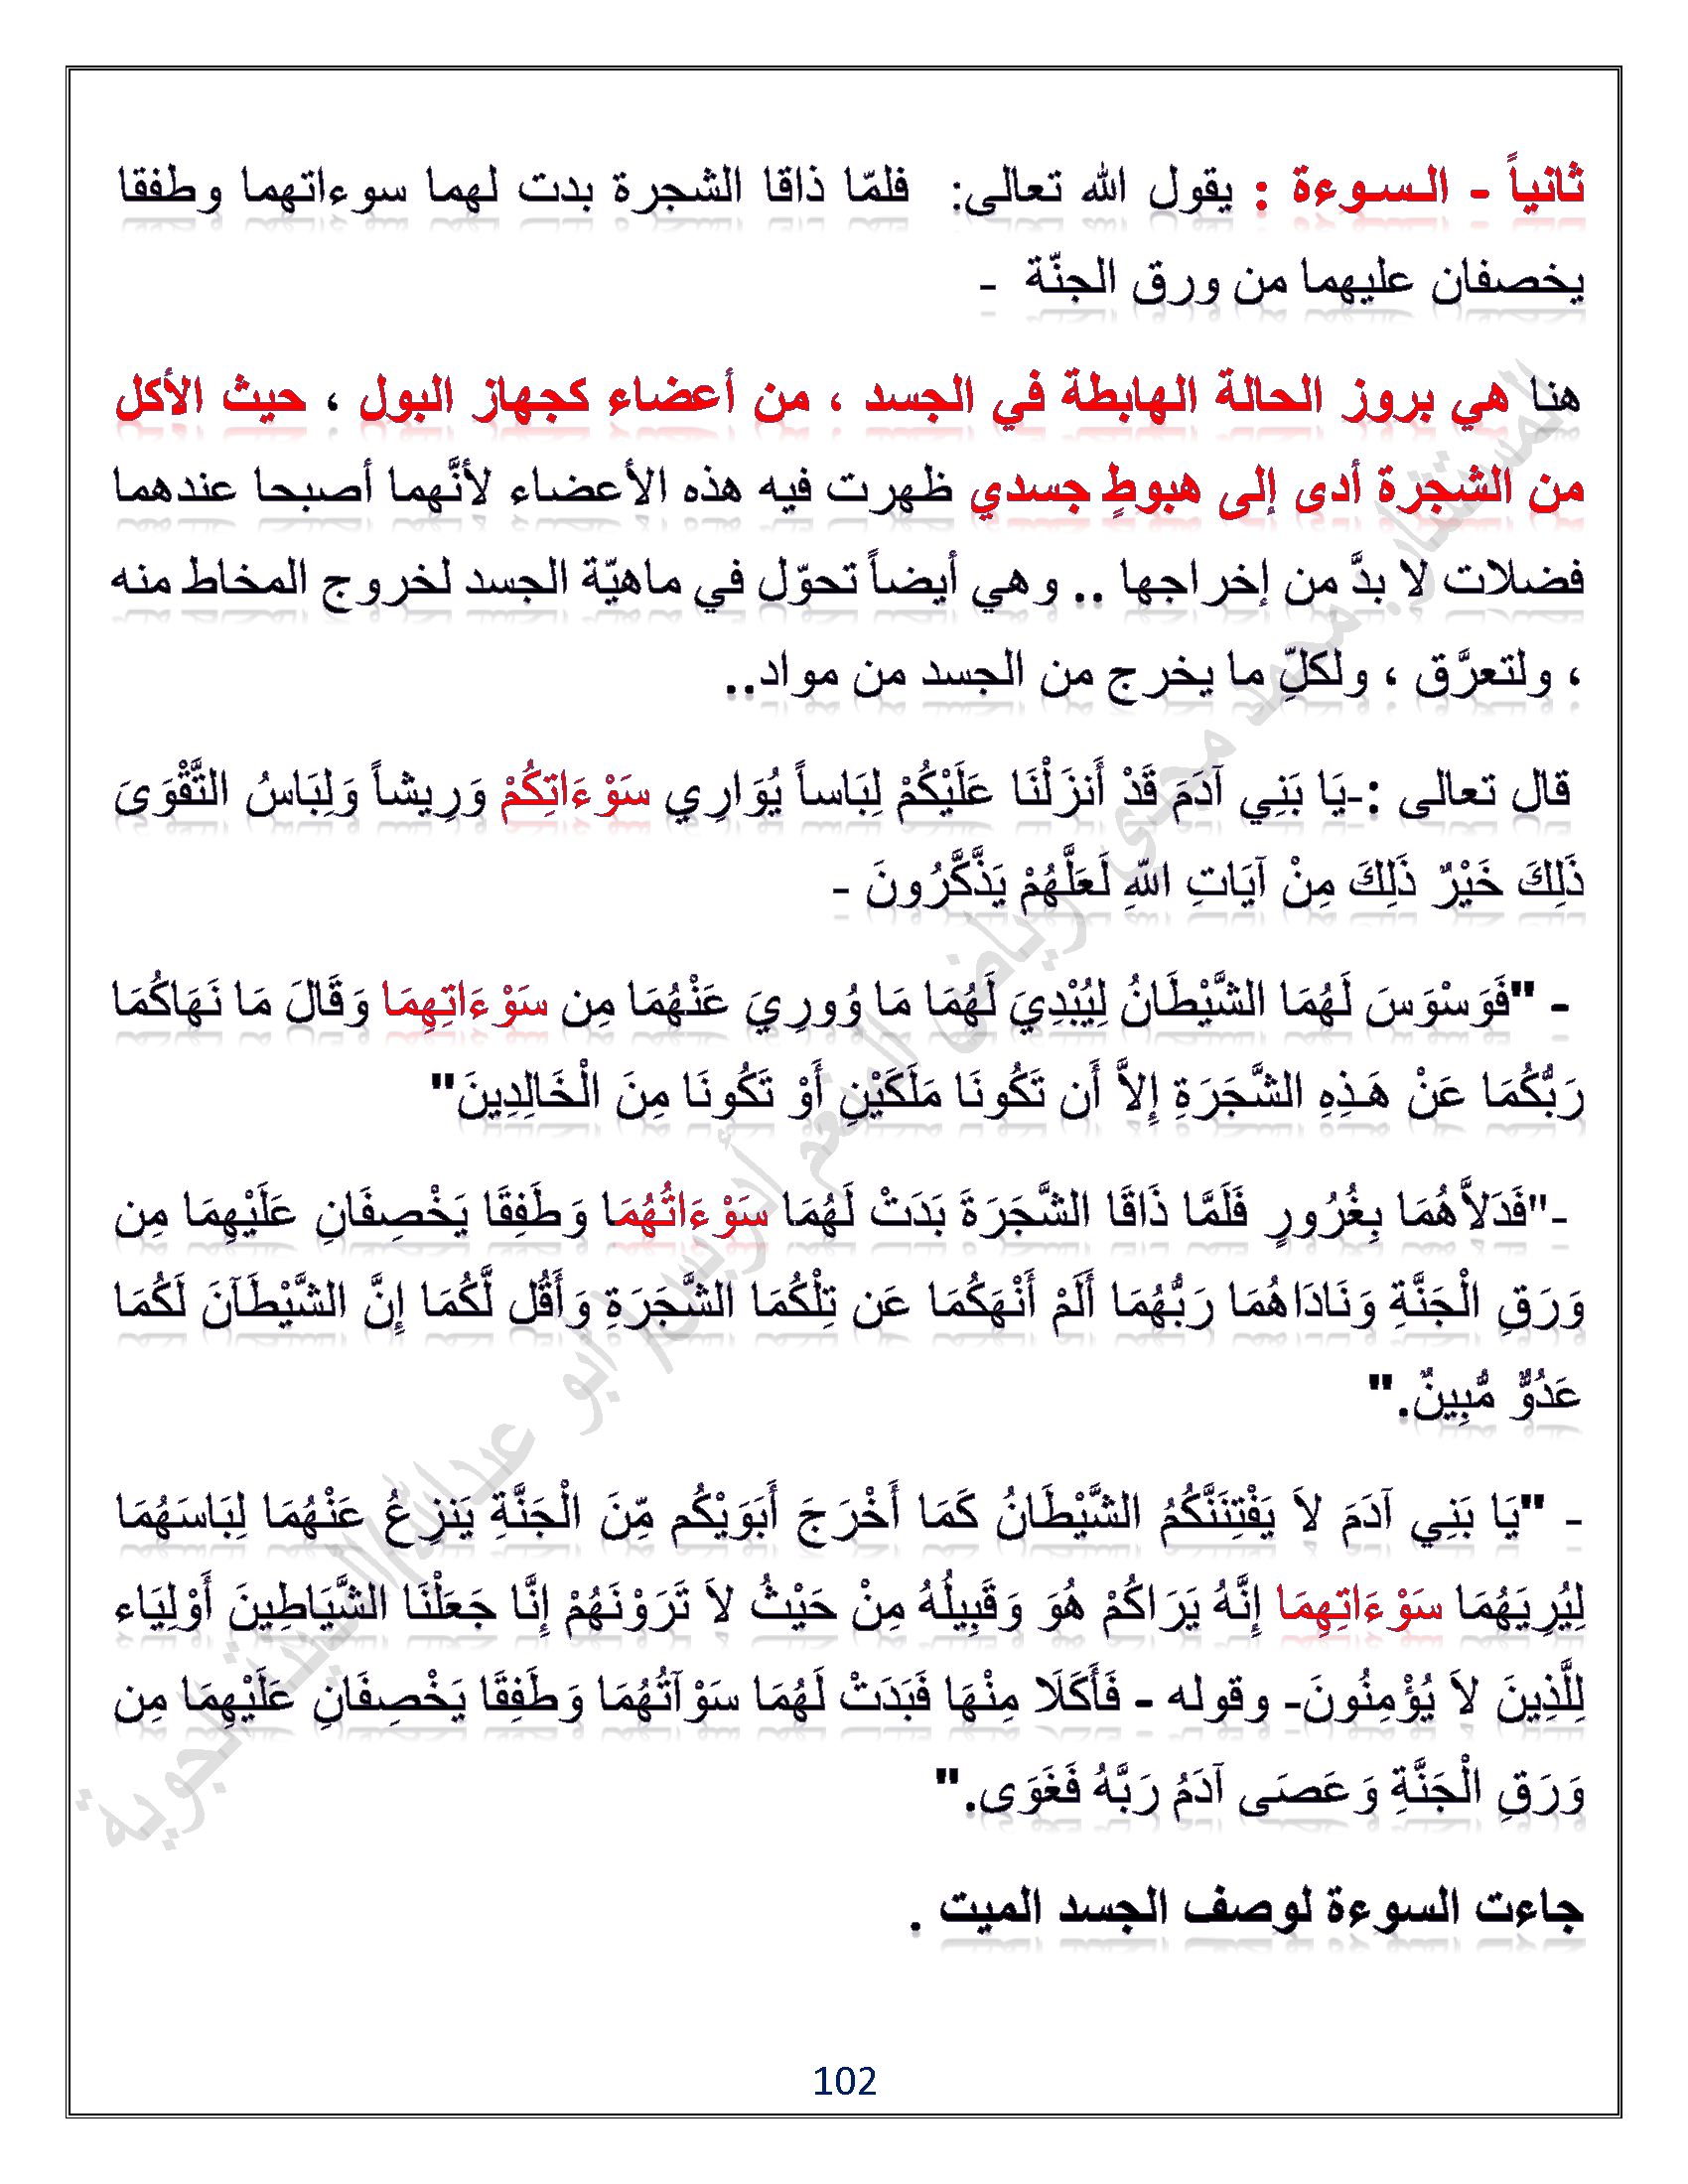 ثانياً - الـسـوءة : يقول الله تعالى: فلمّا ذاقا الشجرة بدت لهما سوءاتهما وطفقا
يخصفان عليهما من ورق الجنّة -
هنا هي بروز الحالة الهابطة في الجسد ، من أعضاء كجهاز البول ، حيث الأكل
من الشجرة أدى إلى هبوطٍ جسدي ظهرت فيه هذه الأعضاء لأنَّهما أصبحا عندهما
فضلات لا بدَّ من إخراجها .. وهي أيضاً تحوّل في ماهيّة الجسد لخروج المخاط منه
، ولتعرَّق ، ولكلِّ ما يخرج من الجسد من مواد..
قال تعالى :-يَا بَنِي آدَمَ قَدْ أَنزَلْنَا عَلَيْكُمْ لِبَاساً يُوَارِي سَوْءَاتِكُمْ وَرِيشاً وَلِبَاسُ التَّقْوَىَ
ذَلِكَ خَيْرٌ ذَلِكَ مِنْ آيَاتِ اللّهِ لَعَلَّهُمْ يَذَّكَّرُونَ -
- "فَوَسْوَسَ لَهُمَا الشَّيْطَانُ لِيُبْدِيَ لَهُمَا مَا وُورِيَ عَنْهُمَا مِن سَوْءَاتِهِمَا وَقَالَ مَا نَهَاكُمَا
رَبُّكُمَا عَنْ هَـذِهِ الشَّجَرَةِ إِلاَّ أَن تَكُونَا مَلَكَيْنِ أَوْ تَكُونَا مِنَ الْخَالِدِينَ"
-"فَدَلاَّهُمَا بِغُرُورٍ فَلَمَّا ذَاقَا الشَّجَرَةَ بَدَتْ لَهُمَا سَوْءَاتُهُمَا وَطَفِقَا يَخْصِفَانِ عَلَيْهِمَا مِن
وَرَقِ الْجَنَّةِ وَنَادَاهُمَا رَبُّهُمَا أَلَمْ أَنْهَكُمَا عَن تِلْكُمَا الشَّجَرَةِ وَأَقُل لَّكُمَا إِنَّ الشَّيْطَآنَ لَكُمَا
عَدُوٌّ مُّبِينٌ."
- "يَا بَنِي آدَمَ لاَ يَفْتِنَنَّكُمُ الشَّيْطَانُ كَمَا أَخْرَجَ أَبَوَيْكُم مِّنَ الْجَنَّةِ يَنزِعُ عَنْهُمَا لِبَاسَهُمَا
لِيُرِيَهُمَا سَوْءَاتِهِمَا إِنَّهُ يَرَاكُمْ هُوَ وَقَبِيلُهُ مِنْ حَيْثُ لاَ تَرَوْنَهُمْ إِنَّا جَعَلْنَا الشَّيَاطِينَ أَوْلِيَاء
لِلَّذِينَ لاَ يُؤْمِنُونَ- وقوله - فَأَكَلَا مِنْهَا فَبَدَتْ لَهُمَا سَوْآتُهُمَا وَطَفِقَا يَخْصِفَانِ عَلَيْهِمَا مِن
وَرَقِ الْجَنَّةِ وَعَصَى آدَمُ رَبَّهُ فَغَوَى."
جاءت السوءة لوصف الجسد الميت .
102